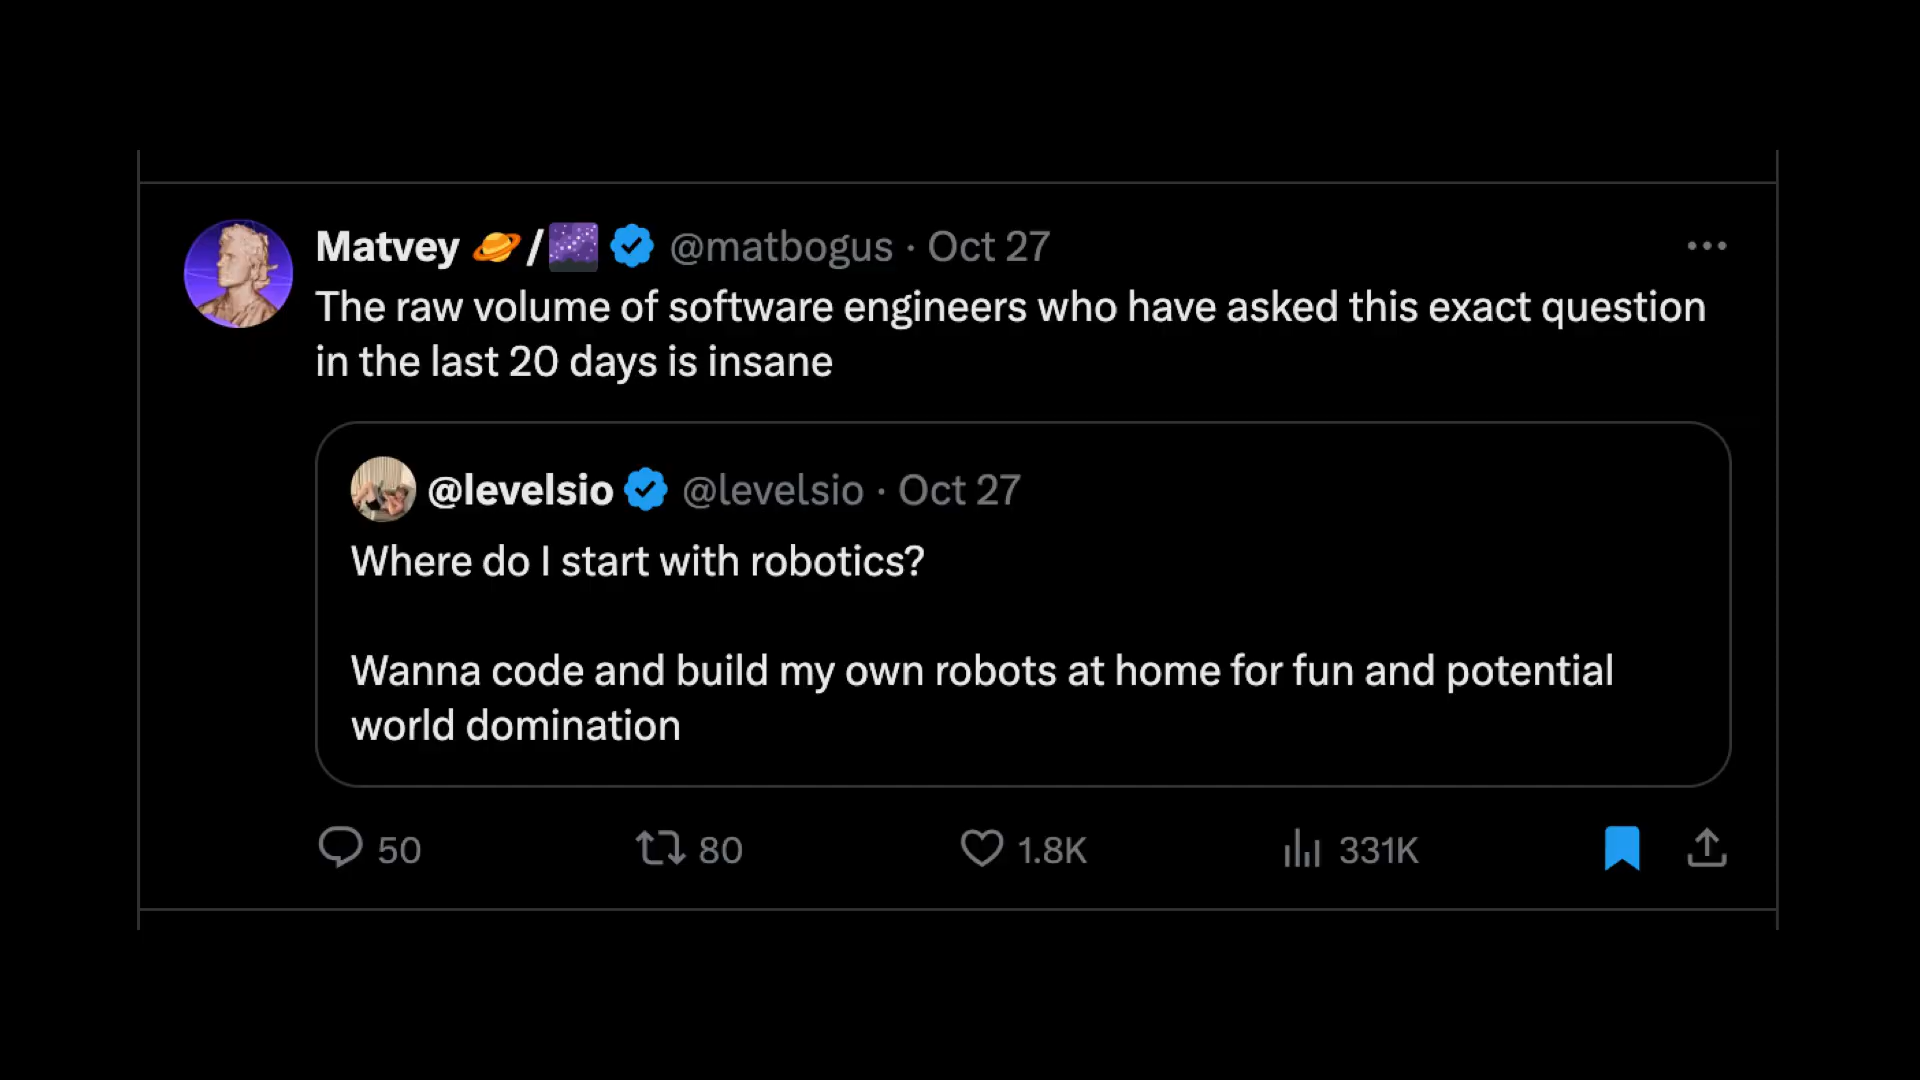 Matvey 🪐/🌌 @matbogus · Oct 27
The raw volume of software engineers who have asked this exact question
in the last 20 days is insane
@levelsio @levelsio · Oct 27
Where do I start with robotics?
Wanna code and build my own robots at home for fun and potential
world domination
50 80 1.8K 331K